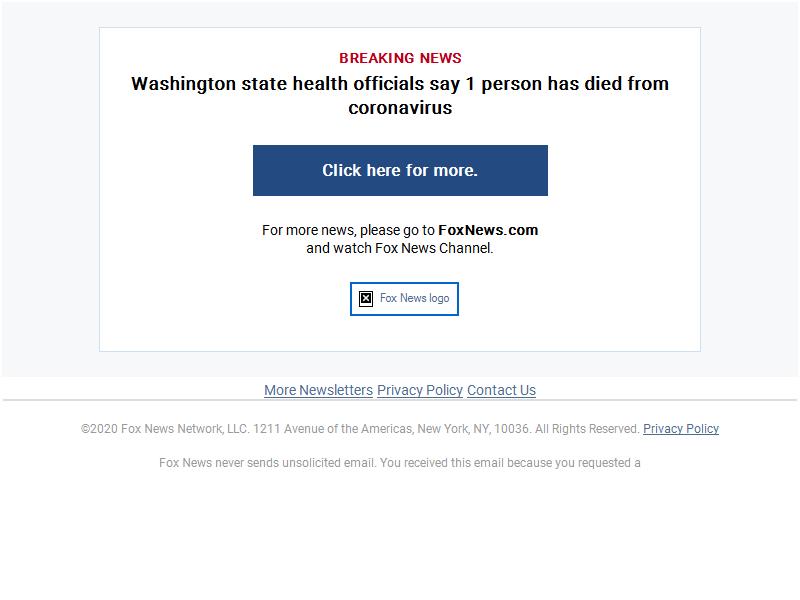 BREAKING NEWS
Washington state health officials say 1 person has died from
coronavirus
Click here for more.
For more news, please go to FoxNews.com
and watch Fox News Channel.
Fox News logo
More Newsletters Privacy Policy Contact Us
©2020 Fox News Network, LLC. 1211 Avenue of the Americas, New York, NY, 10036. All Rights Reserved. Privacy Policy
Fox News never sends unsolicited email. You received this email because you requested a